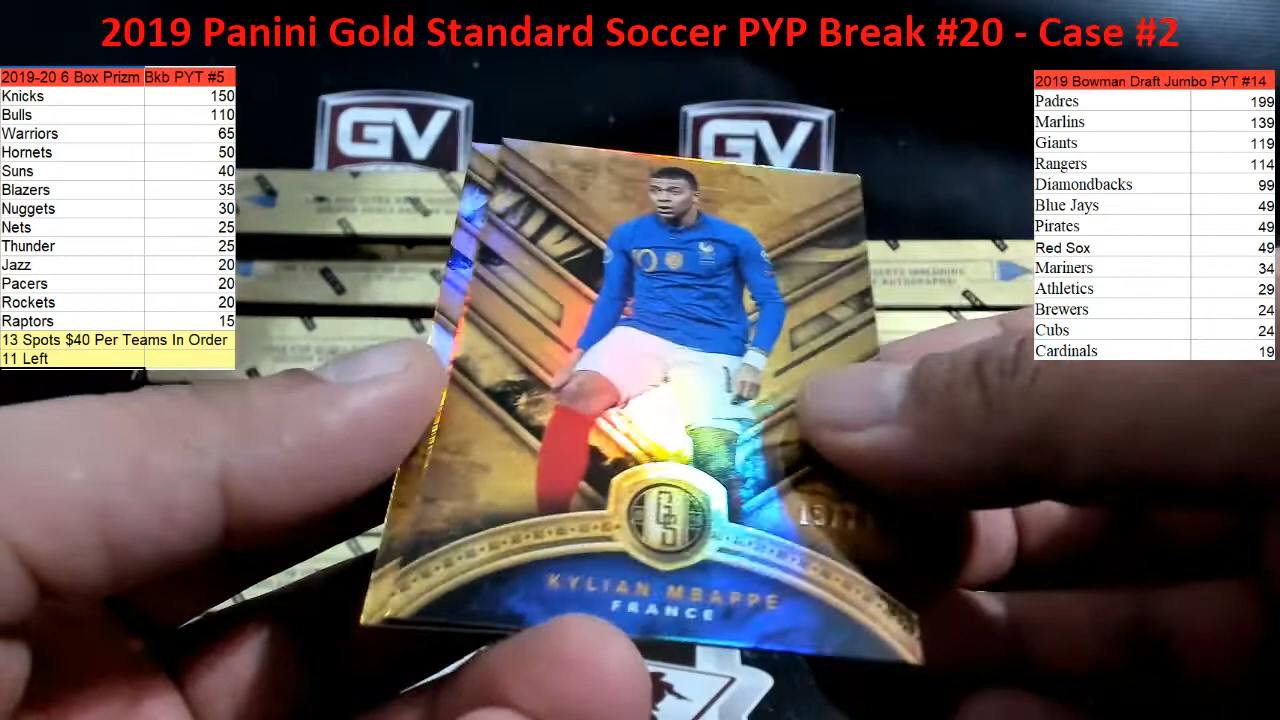 2019 Panini Gold Standard Soccer PYP Break #20 - Case #2
2019-20 6 Box Prizm Bkb PYT #5
Knicks 150
Bulls 110
Warriors 65
Hornets 50
Suns 40
Blazers 35
Nuggets 30
Nets 25
Thunder 25
Jazz 20
Pacers 20
Rockets 20
Raptors 15
13 Spots $40 Per Teams In Order
11 Left
2019 Bowman Draft Jumbo PYT #14
Padres 199
Marlins 139
Giants 119
Rangers 114
Diamondbacks 99
Blue Jays 49
Pirates 49
Red Sox 49
Mariners 34
Athletics 29
Brewers 24
Cubs 24
Cardinals 19
GV
GV
10
GS
KYLIAN MBAPPE
FRANCE